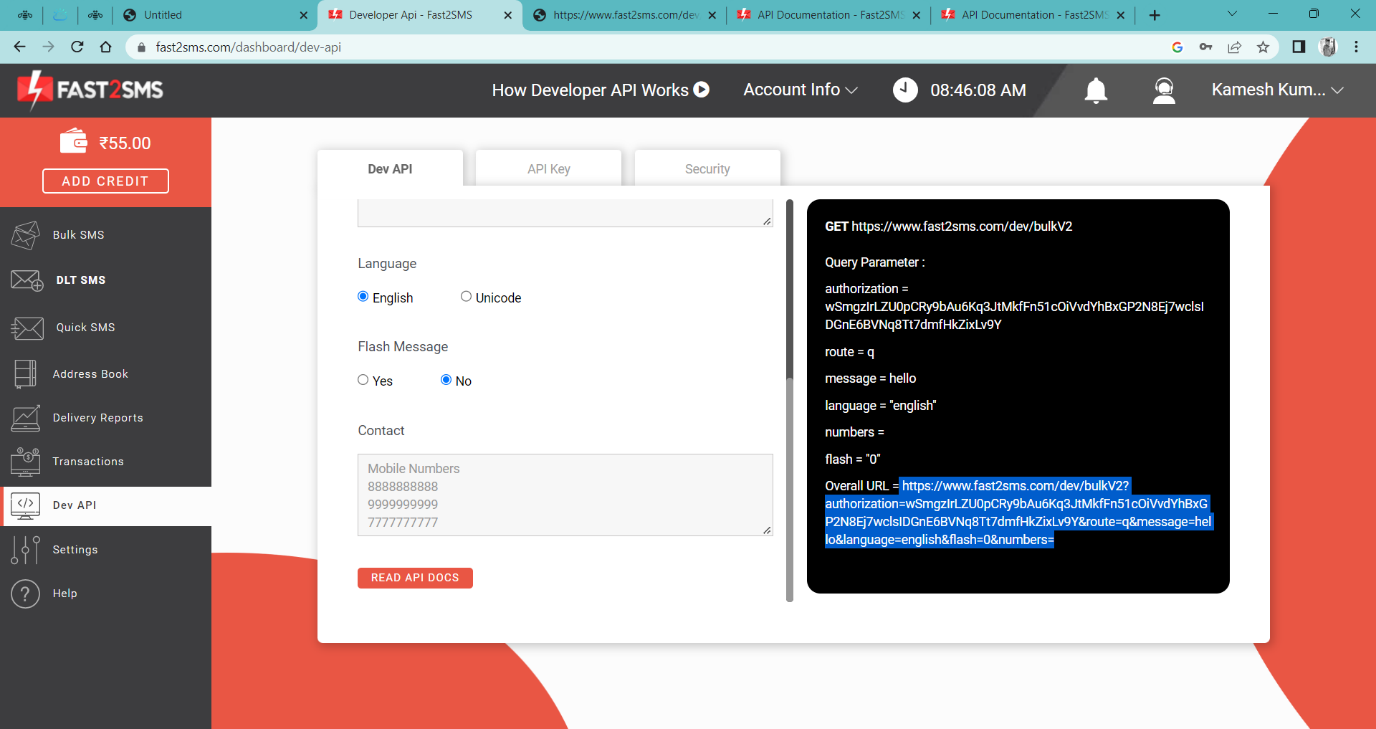 Untitled
Developer Api - Fast2SMS
https://www.fast2sms.com/dev
API Documentation - Fast2SMS
API Documentation - Fast2SMS
fast2sms.com/dashboard/dev-api
FAST2SMS
How Developer API Works
Account Info
08:46:08 AM
Kamesh Kum...
₹55.00
ADD CREDIT
Bulk SMS
DLT SMS
Quick SMS
Address Book
Delivery Reports
Transactions
Dev API
Settings
Help
Dev API
API Key
Security
Language
English
Unicode
Flash Message
Yes
No
Contact
Mobile Numbers
8888888888
9999999999
7777777777
READ API DOCS
GET https://www.fast2sms.com/dev/bulkV2
Query Parameter :
authorization =
wSmgzIrLZU0pCRy9bAu6Kq3JtMkfFn51cOiVvdYhBxGP2N8Ej7wclsI
DGnE6BVNq8Tt7dmfHkZixLv9Y
route = q
message = hello
language = "english"
numbers =
flash = "0"
Overall URL = https://www.fast2sms.com/dev/bulkV2?
authorization=wSmgzIrLZU0pCRy9bAu6Kq3JtMkfFn51cOiVvdYhBxG
P2N8Ej7wclsIDGnE6BVNq8Tt7dmfHkZixLv9Y&route=q&message=hel
lo&language=english&flash=0&numbers=